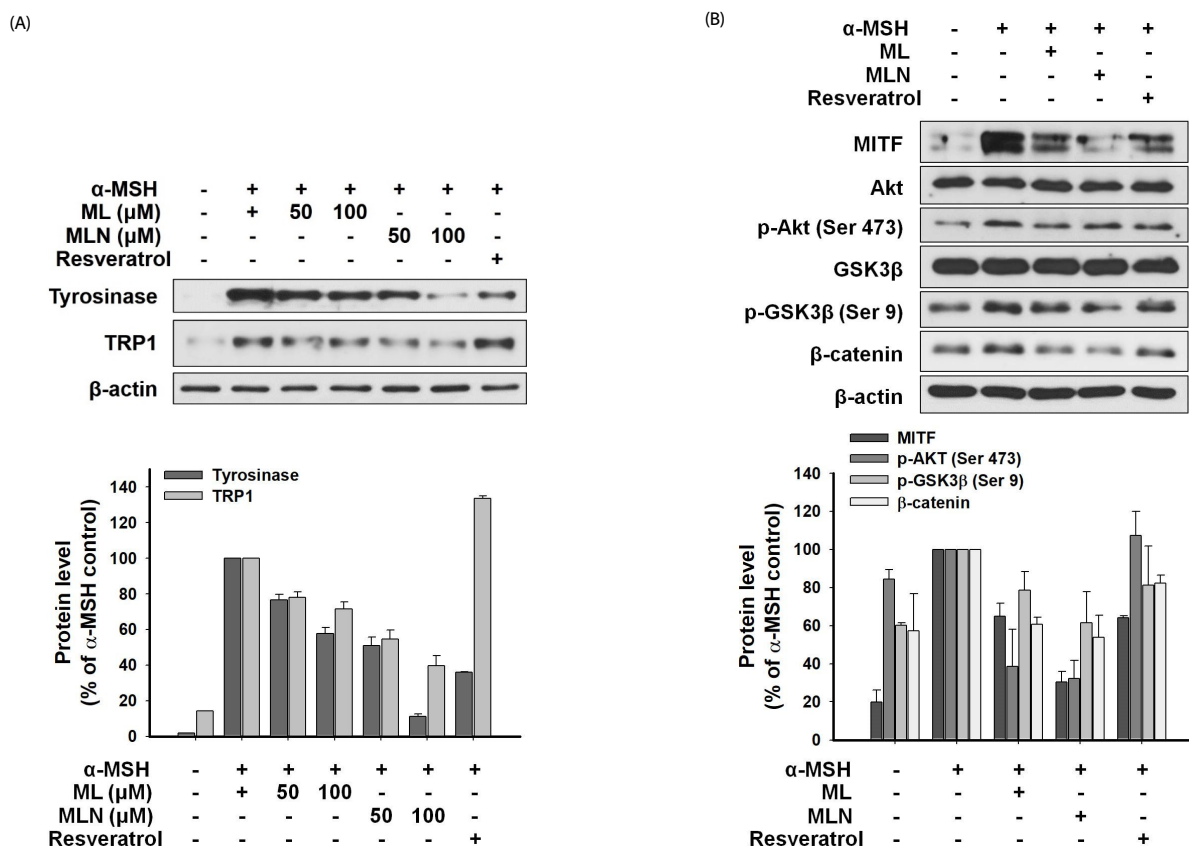 (A)
α-MSH - + + + + + +
ML (μM) - + 50 100 - - -
MLN (μM) - - - - 50 100 -
Resveratrol - - - - - - +
Tyrosinase
TRP1
β-actin
Tyrosinase
TRP1
Protein level
(% of α-MSH control)
140
120
100
80
60
40
20
0
α-MSH - + + + + + +
ML (μM) - + 50 100 - - -
MLN (μM) - - - - 50 100 -
Resveratrol - - - - - - +
(B)
α-MSH - + + + +
ML - - + - -
MLN - - - + -
Resveratrol - - - - +
MITF
Akt
p-Akt (Ser 473)
GSK3β
p-GSK3β (Ser 9)
β-catenin
β-actin
MITF
p-AKT (Ser 473)
p-GSK3β (Ser 9)
β-catenin
Protein level
(% of α-MSH control)
140
120
100
80
60
40
20
0
α-MSH - + + + +
ML - - + - -
MLN - - - + -
Resveratrol - - - - +